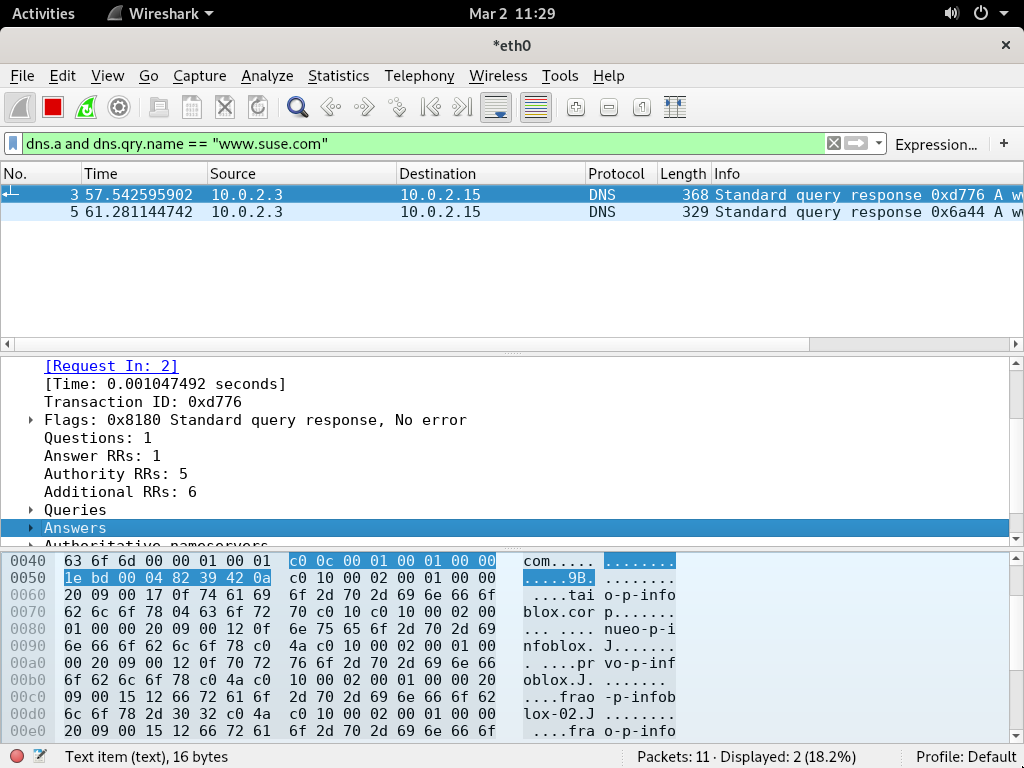 Activities Wireshark Mar 2 11:29
*eth0
File Edit View Go Capture Analyze Statistics Telephony Wireless Tools Help
dns.a and dns.qry.name == "www.suse.com" Expression... +
No. Time Source Destination Protocol Length Info
3 57.542595902 10.0.2.3 10.0.2.15 DNS 368 Standard query response 0xd776 A w
5 61.281144742 10.0.2.3 10.0.2.15 DNS 329 Standard query response 0x6a44 A w
[Request In: 2]
[Time: 0.001047492 seconds]
Transaction ID: 0xd776
Flags: 0x8180 Standard query response, No error
Questions: 1
Answer RRs: 1
Authority RRs: 5
Additional RRs: 6
Queries
Answers
Authoritative nameservers
0040 63 6f 6d 00 00 01 00 01 c0 0c 00 01 00 01 00 00 com..... ........
0050 1e bd 00 04 82 39 42 0a c0 10 00 02 00 01 00 00 .....9B. ........
0060 20 09 00 17 0f 74 61 69 6f 2d 70 2d 69 6e 66 6f ....tai o-p-info
0070 62 6c 6f 78 04 63 6f 72 70 c0 10 c0 10 00 02 00 blox.cor p.......
0080 01 00 00 20 09 00 12 0f 6e 75 65 6f 2d 70 2d 69 ... .... nueo-p-i
0090 6e 66 6f 62 6c 6f 78 c0 4a c0 10 00 02 00 01 00 nfoblox. J.......
00a0 00 20 09 00 12 0f 70 72 76 6f 2d 70 2d 69 6e 66 . ....pr vo-p-inf
00b0 6f 62 6c 6f 78 c0 4a c0 10 00 02 00 01 00 00 20 oblox.J. .......
00c0 09 00 15 12 66 72 61 6f 2d 70 2d 69 6e 66 6f 62 ....frao -p-infob
00d0 6c 6f 78 2d 30 32 c0 4a c0 10 00 02 00 01 00 00 lox-02.J ........
00e0 20 09 00 15 12 66 72 61 6f 2d 70 2d 69 6e 66 6f ....fra o-p-info
Text item (text), 16 bytes Packets: 11 · Displayed: 2 (18.2%) Profile: Default